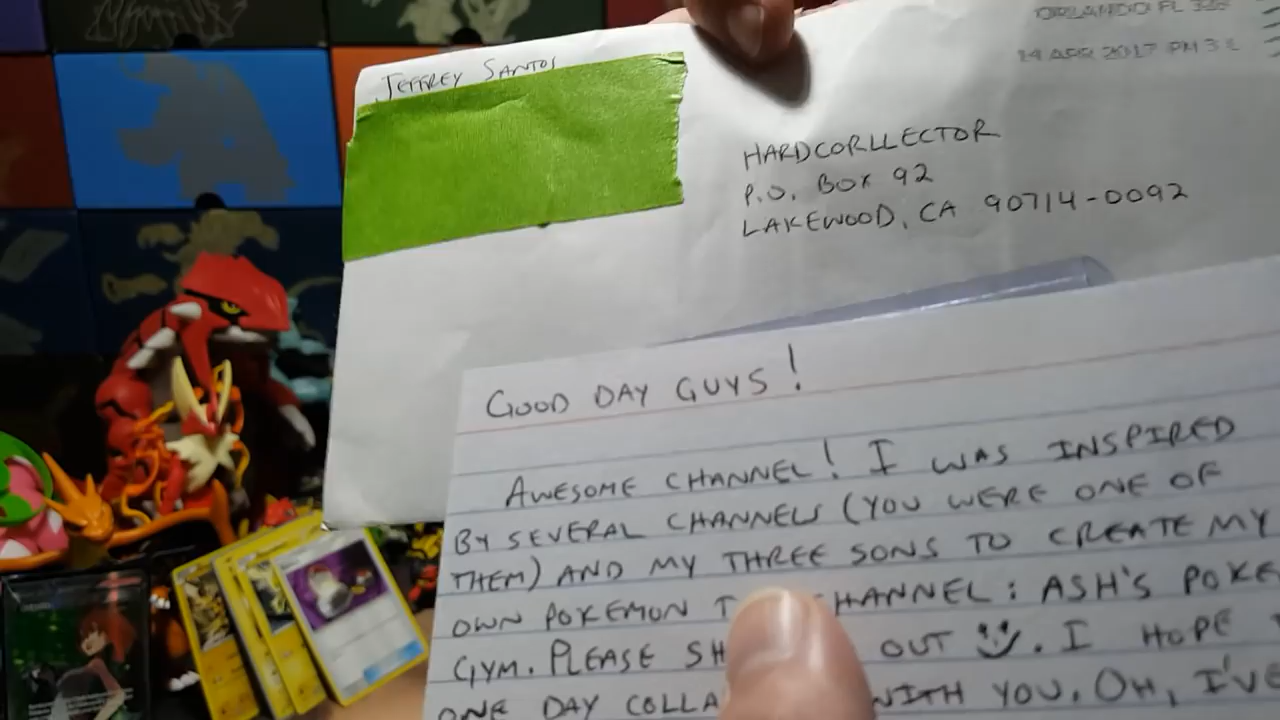 JEFFREY SANTOS
ORLANDO FL
14 APR 2017 PM 3 L
HARDCORLLECTOR
P.O. BOX 92
LAKEWOOD, CA 90714-0092
GOOD DAY GUYS!
AWESOME CHANNEL! I WAS INSPIRED
BY SEVERAL CHANNELS (YOU WERE ONE OF
THEM) AND MY THREE SONS TO CREATE MY
OWN POKEMON CHANNEL: ASH'S POKE
GYM. PLEASE OUT. I HOPE
ONE DAY WITH YOU. OH, I'VE